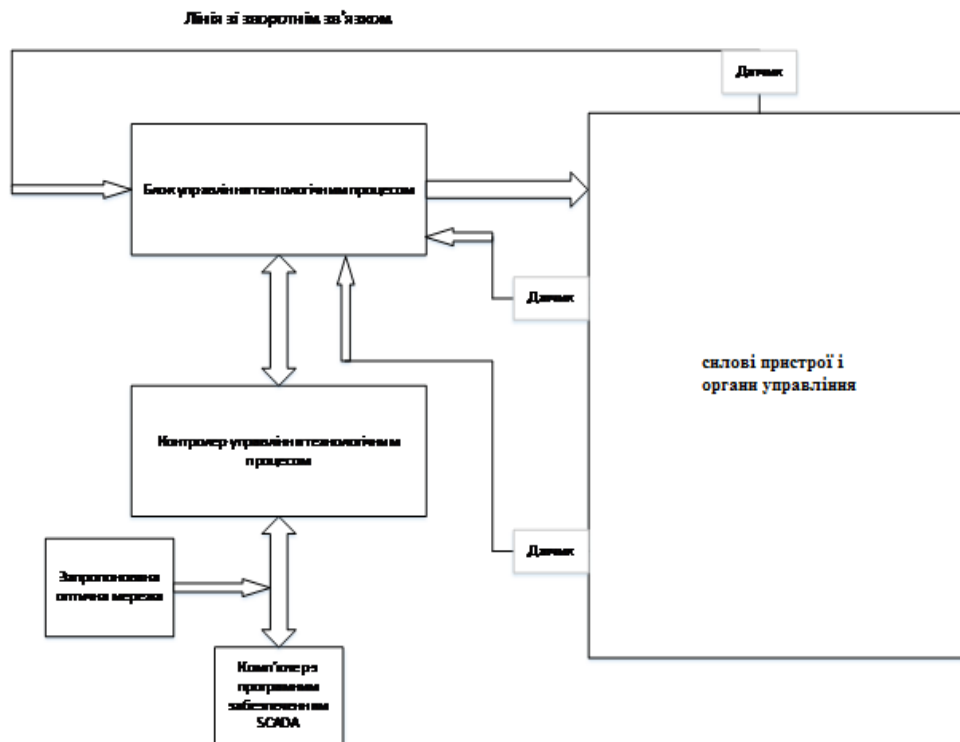 Лінія зі зворотнім зв'язком
Датчик
Блок управління технологічним процесом
Датчик
силові пристрої і
органи управління
Контролер управління технологічним
процесом
Датчик
Запропонована
оптична мережа
Комп'ютер з
програмним
забезпеченням
SCADA